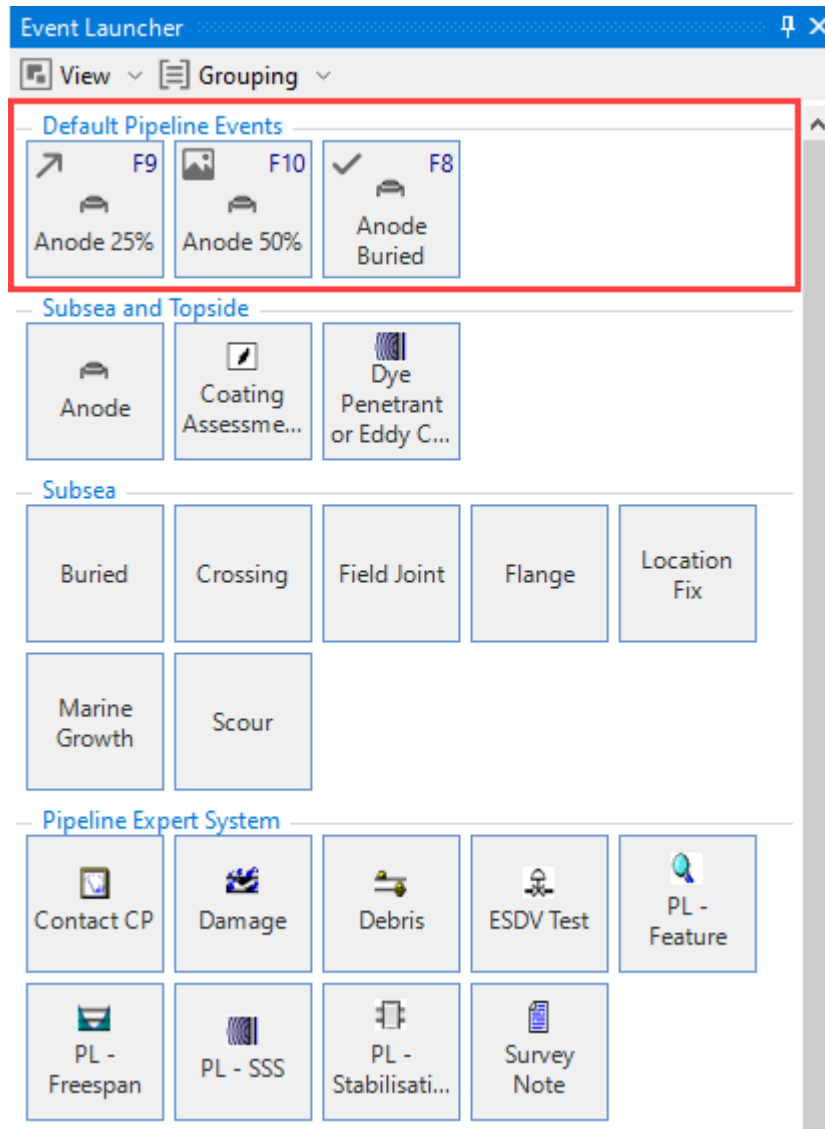 Event Launcher
View Grouping
Default Pipeline Events
F9 F10 F8
Anode 25% Anode 50% Anode
Buried
Subsea and Topside
Anode
Coating
Assessme...
Dye
Penetrant
or Eddy C...
Subsea
Buried
Crossing
Field Joint
Flange
Location
Fix
Marine
Growth
Scour
Pipeline Expert System
Contact CP
Damage
Debris
ESDV Test
PL -
Feature
PL -
Freespan
PL - SSS
PL -
Stabilisati...
Survey
Note